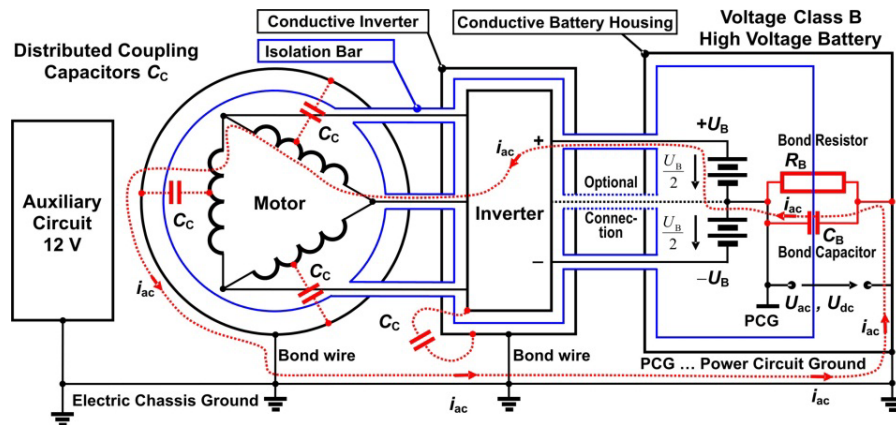 Conductive Inverter
Conductive Battery Housing
Voltage Class B
High Voltage Battery
Distributed Coupling
Capacitors CC
Isolation Bar
CC
iac
+
+UB
Bond Resistor
RB
UB
2
Optional
iac
Auxiliary
Circuit
12 V
CC
Motor
Inverter
Connec-
tion
UB
2
CB
Bond Capacitor
CC
−
−UB
iac
CC
PCG
Uac , Udc
iac
Bond wire
Bond wire
PCG ... Power Circuit Ground
Electric Chassis Ground
iac
iac